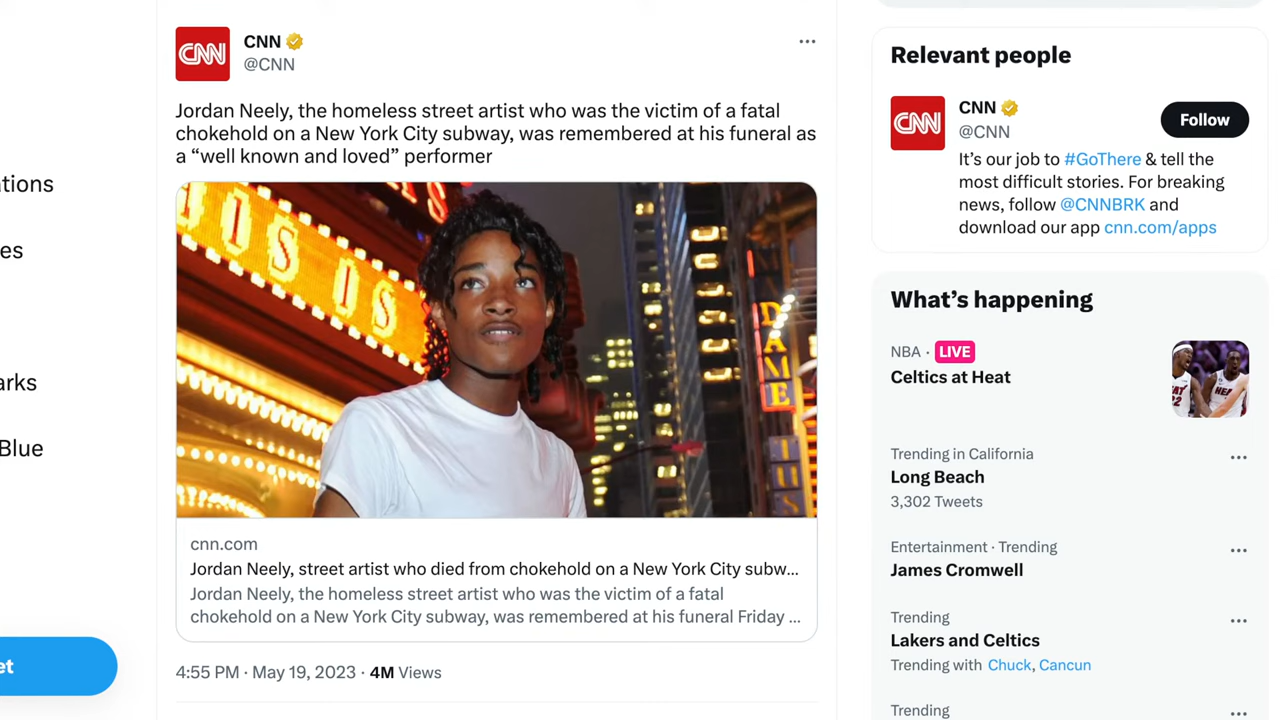 CNN
@CNN
Jordan Neely, the homeless street artist who was the victim of a fatal
chokehold on a New York City subway, was remembered at his funeral as
a “well known and loved” performer
cnn.com
Jordan Neely, street artist who died from chokehold on a New York City subw...
Jordan Neely, the homeless street artist who was the victim of a fatal
chokehold on a New York City subway, was remembered at his funeral Friday ...
4:55 PM · May 19, 2023 · 4M Views
ations
es
arks
Blue
et
CNN
IS IS
DAME
Relevant people
CNN
CNN
@CNN
Follow
It’s our job to #GoThere & tell the
most difficult stories. For breaking
news, follow @CNNBRK and
download our app cnn.com/apps
What’s happening
NBA · LIVE
Celtics at Heat
Trending in California
Long Beach
3,302 Tweets
Entertainment · Trending
James Cromwell
Trending
Lakers and Celtics
Trending with Chuck, Cancun
Trending